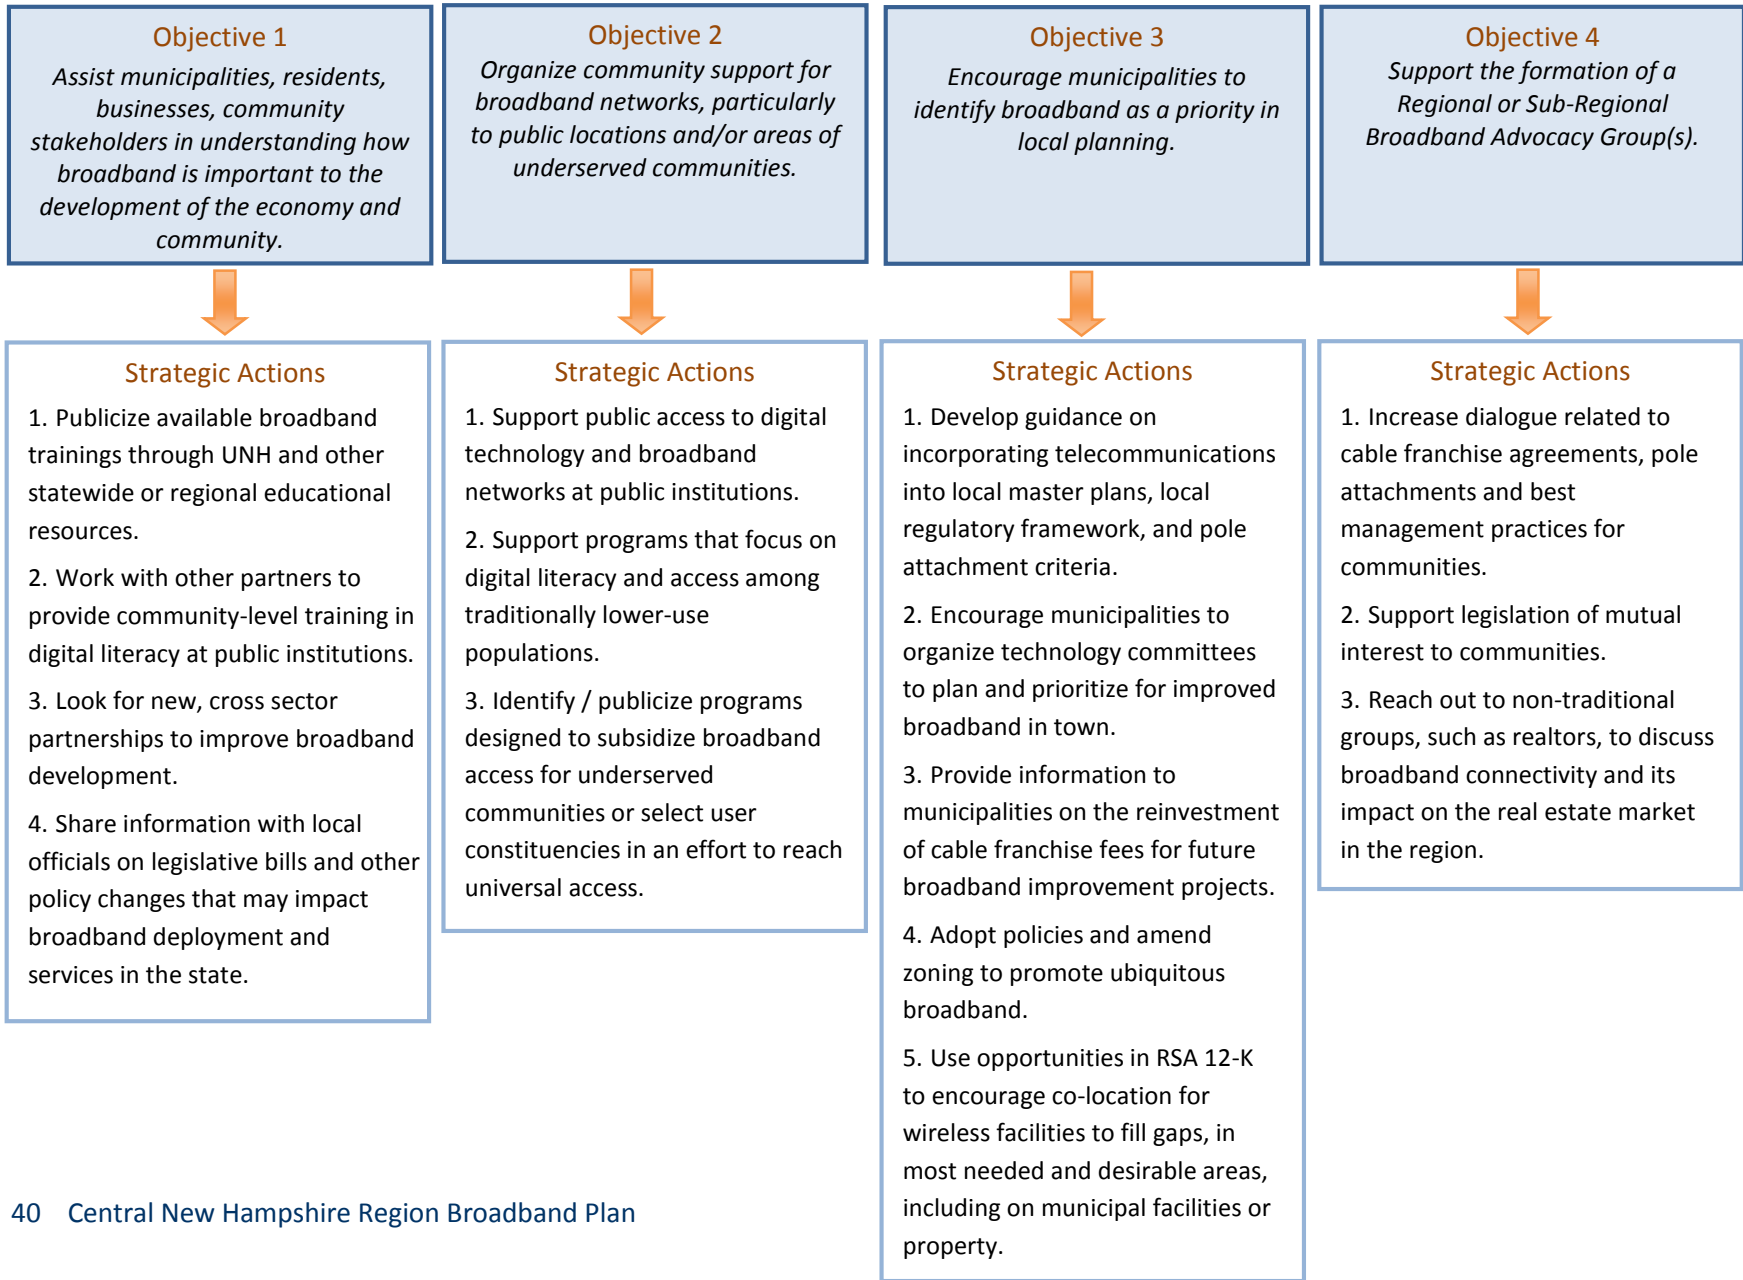 Objective 1
Assist municipalities, residents,
businesses, community
stakeholders in understanding how
broadband is important to the
development of the economy and
community.
Strategic Actions
1. Publicize available broadband
trainings through UNH and other
statewide or regional educational
resources.
2. Work with other partners to
provide community-level training in
digital literacy at public institutions.
3. Look for new, cross sector
partnerships to improve broadband
development.
4. Share information with local
officials on legislative bills and other
policy changes that may impact
broadband deployment and
services in the state.
Objective 2
Organize community support for
broadband networks, particularly
to public locations and/or areas of
underserved communities.
Strategic Actions
1. Support public access to digital
technology and broadband
networks at public institutions.
2. Support programs that focus on
digital literacy and access among
traditionally lower-use
populations.
3. Identify / publicize programs
designed to subsidize broadband
access for underserved
communities or select user
constituencies in an effort to reach
universal access.
Objective 3
Encourage municipalities to
identify broadband as a priority in
local planning.
Strategic Actions
1. Develop guidance on
incorporating telecommunications
into local master plans, local
regulatory framework, and pole
attachment criteria.
2. Encourage municipalities to
organize technology committees
to plan and prioritize for improved
broadband in town.
3. Provide information to
municipalities on the reinvestment
of cable franchise fees for future
broadband improvement projects.
4. Adopt policies and amend
zoning to promote ubiquitous
broadband.
5. Use opportunities in RSA 12-K
to encourage co-location for
wireless facilities to fill gaps, in
most needed and desirable areas,
including on municipal facilities or
property.
Objective 4
Support the formation of a
Regional or Sub-Regional
Broadband Advocacy Group(s).
Strategic Actions
1. Increase dialogue related to
cable franchise agreements, pole
attachments and best
management practices for
communities.
2. Support legislation of mutual
interest to communities.
3. Reach out to non-traditional
groups, such as realtors, to discuss
broadband connectivity and its
impact on the real estate market
in the region.
40 Central New Hampshire Region Broadband Plan